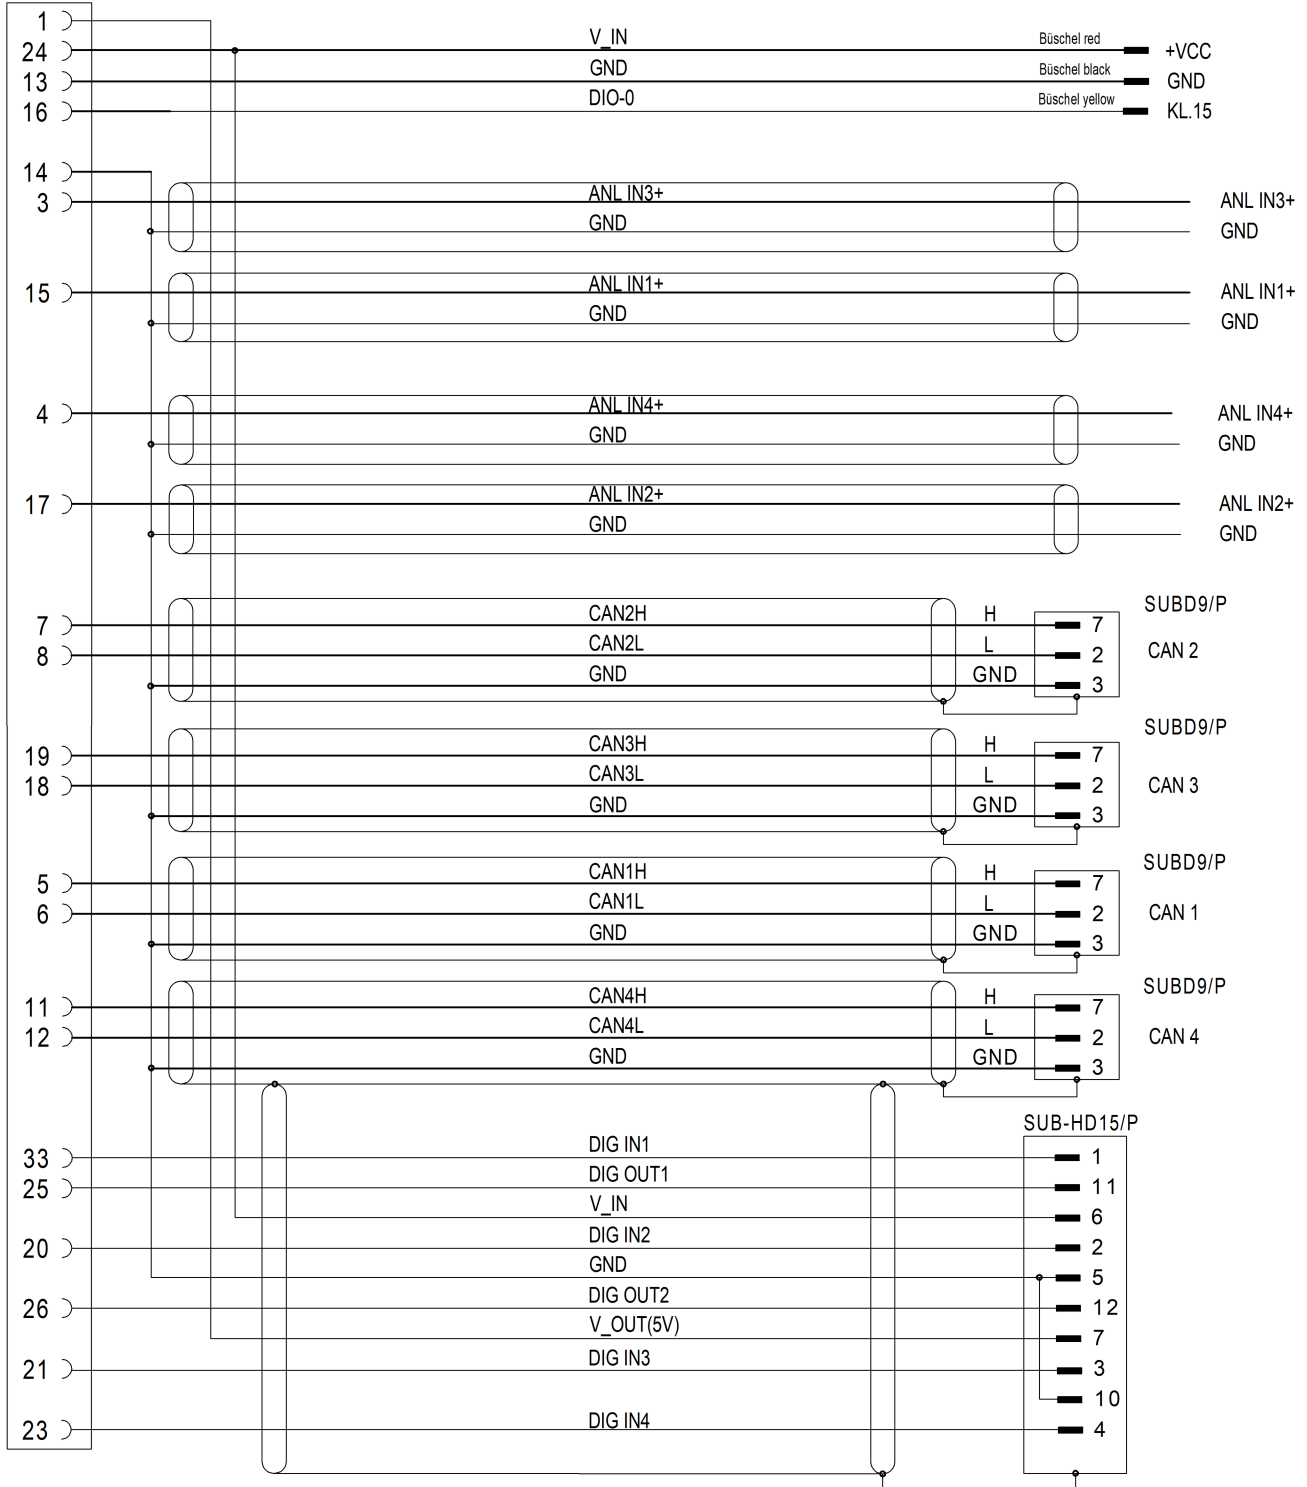 1
24 V_IN Büschel red +VCC
13 GND Büschel black GND
16 DIO-0 Büschel yellow KL.15
14
3 ANL IN3+ ANL IN3+
GND GND
15 ANL IN1+ ANL IN1+
GND GND
4 ANL IN4+ ANL IN4+
GND GND
17 ANL IN2+ ANL IN2+
GND GND
SUBD9/P
7 CAN2H H 7
8 CAN2L L 2 CAN 2
GND GND 3
SUBD9/P
19 CAN3H H 7
18 CAN3L L 2 CAN 3
GND GND 3
SUBD9/P
5 CAN1H H 7
6 CAN1L L 2 CAN 1
GND GND 3
SUBD9/P
11 CAN4H H 7
12 CAN4L L 2 CAN 4
GND GND 3
SUB-HD15/P
33 DIG IN1 1
25 DIG OUT1 11
V_IN 6
20 DIG IN2 2
GND 5
26 DIG OUT2 12
V_OUT(5V) 7
21 DIG IN3 3
10
23 DIG IN4 4